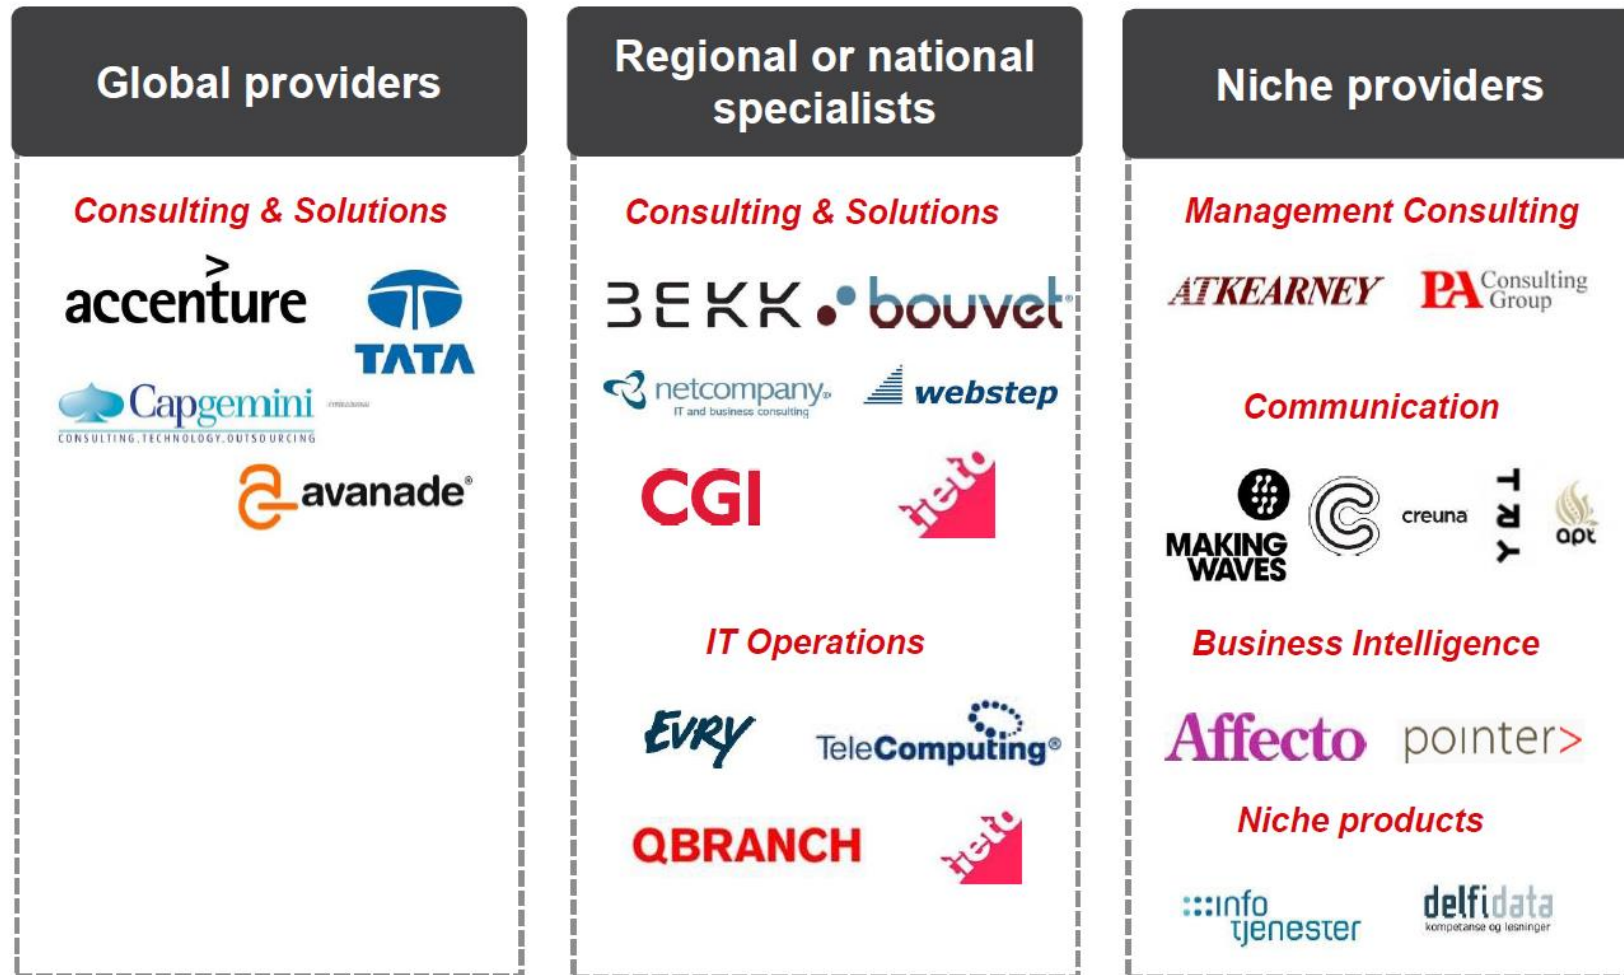 Global providers
Consulting & Solutions
>
accenture
TATA
Capgemini
CONSULTING.TECHNOLOGY.OUTSOURCING
avanade®
Regional or national
specialists
Consulting & Solutions
BEKK
bouvet®
netcompany®
IT and business consulting
webstep
CGI
tieto
IT Operations
EVRY
TeleComputing®
QBRANCH
tieto
Niche providers
Management Consulting
ATKEARNEY
PA Consulting
Group
Communication
MAKING
WAVES
C
creuna
TRY
apt
Business Intelligence
Affecto
pointer>
Niche products
:::info
tjenester
delfidata
kompetanse og løsninger